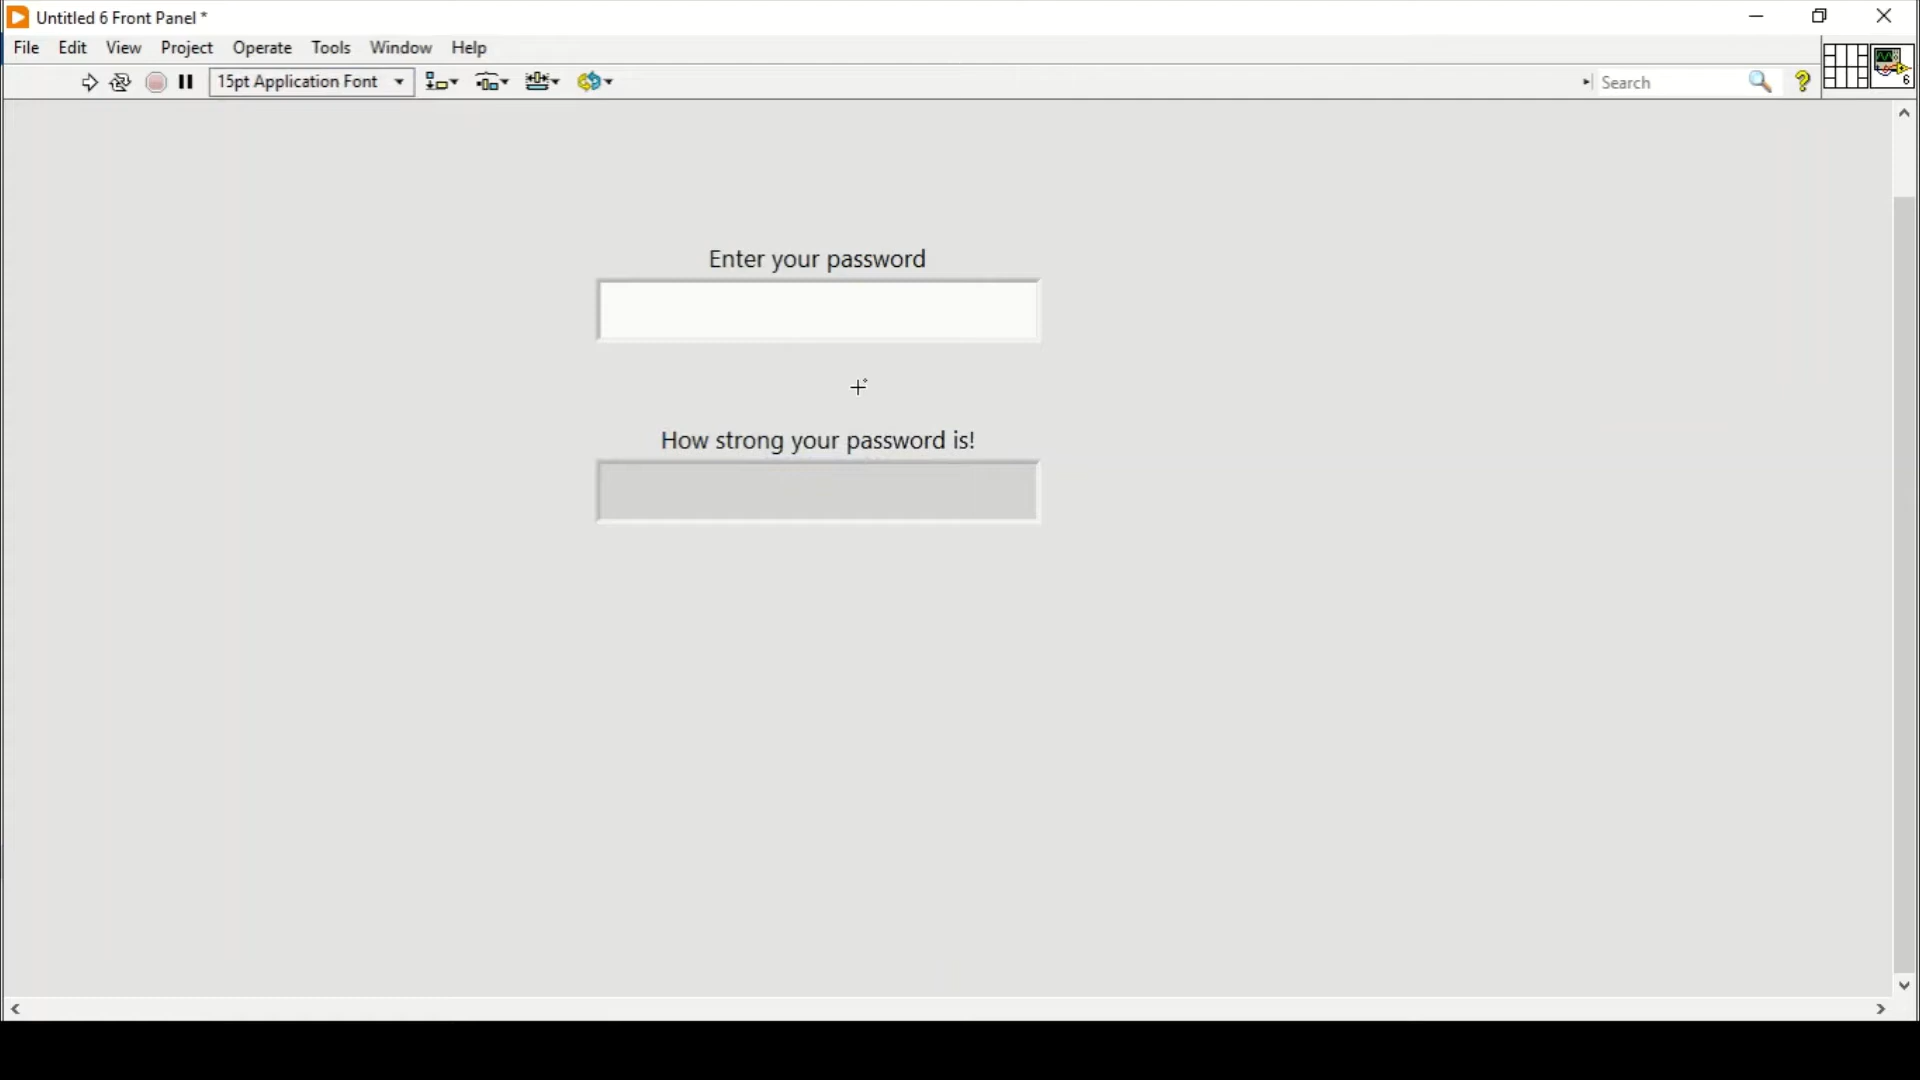 Untitled 6 Front Panel *
File Edit View Project Operate Tools Window Help
15pt Application Font
Search
?
6
Enter your password
How strong your password is!